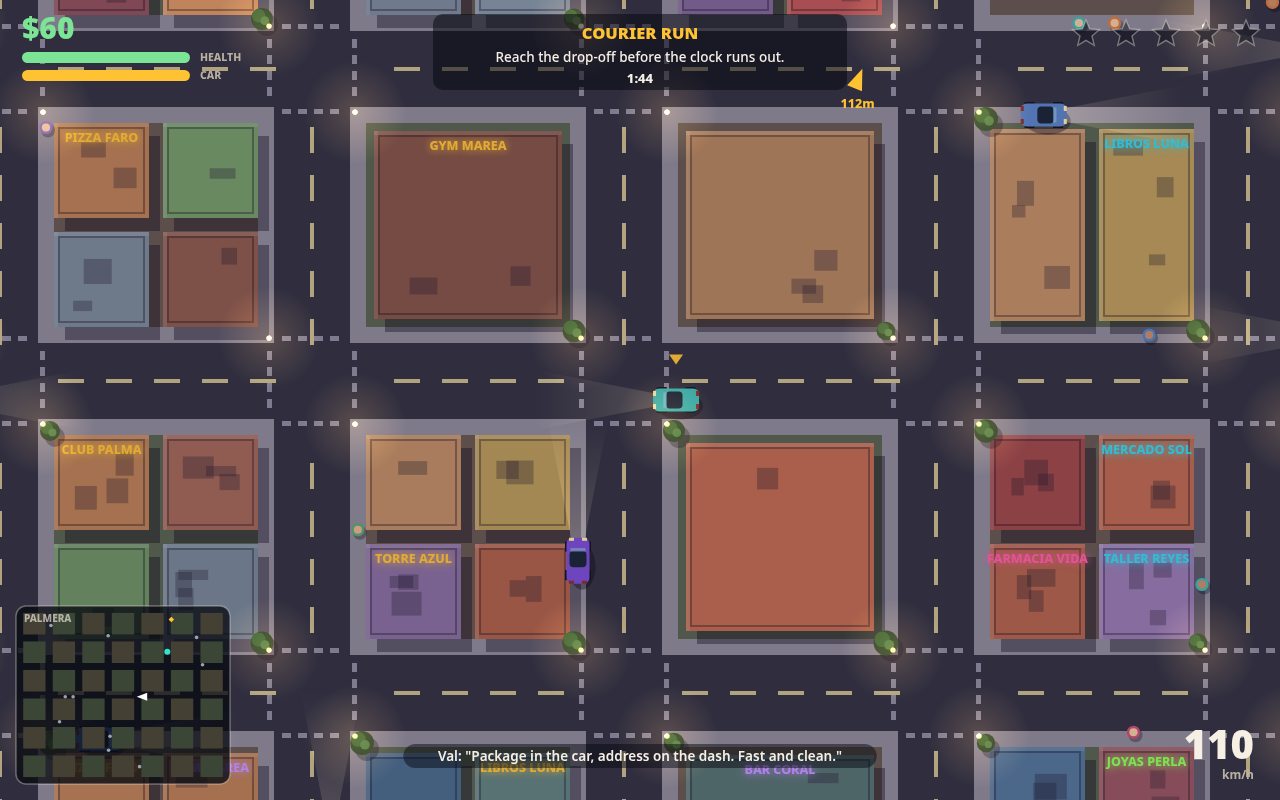 $60
HEALTH
CAR
COURIER RUN
Reach the drop-off before the clock runs out.
1:44
112m
PIZZA FARO
GYM MAREA
LIBROS LUNA
CLUB PALMA
TORRE AZUL
MERCADO SOL
FARMACIA VIDA
TALLER REYES
PALMERA
Val: "Package in the car, address on the dash. Fast and clean."
LIBROS LUNA
BAR CORAL
JOYAS PERLA
110
km/h